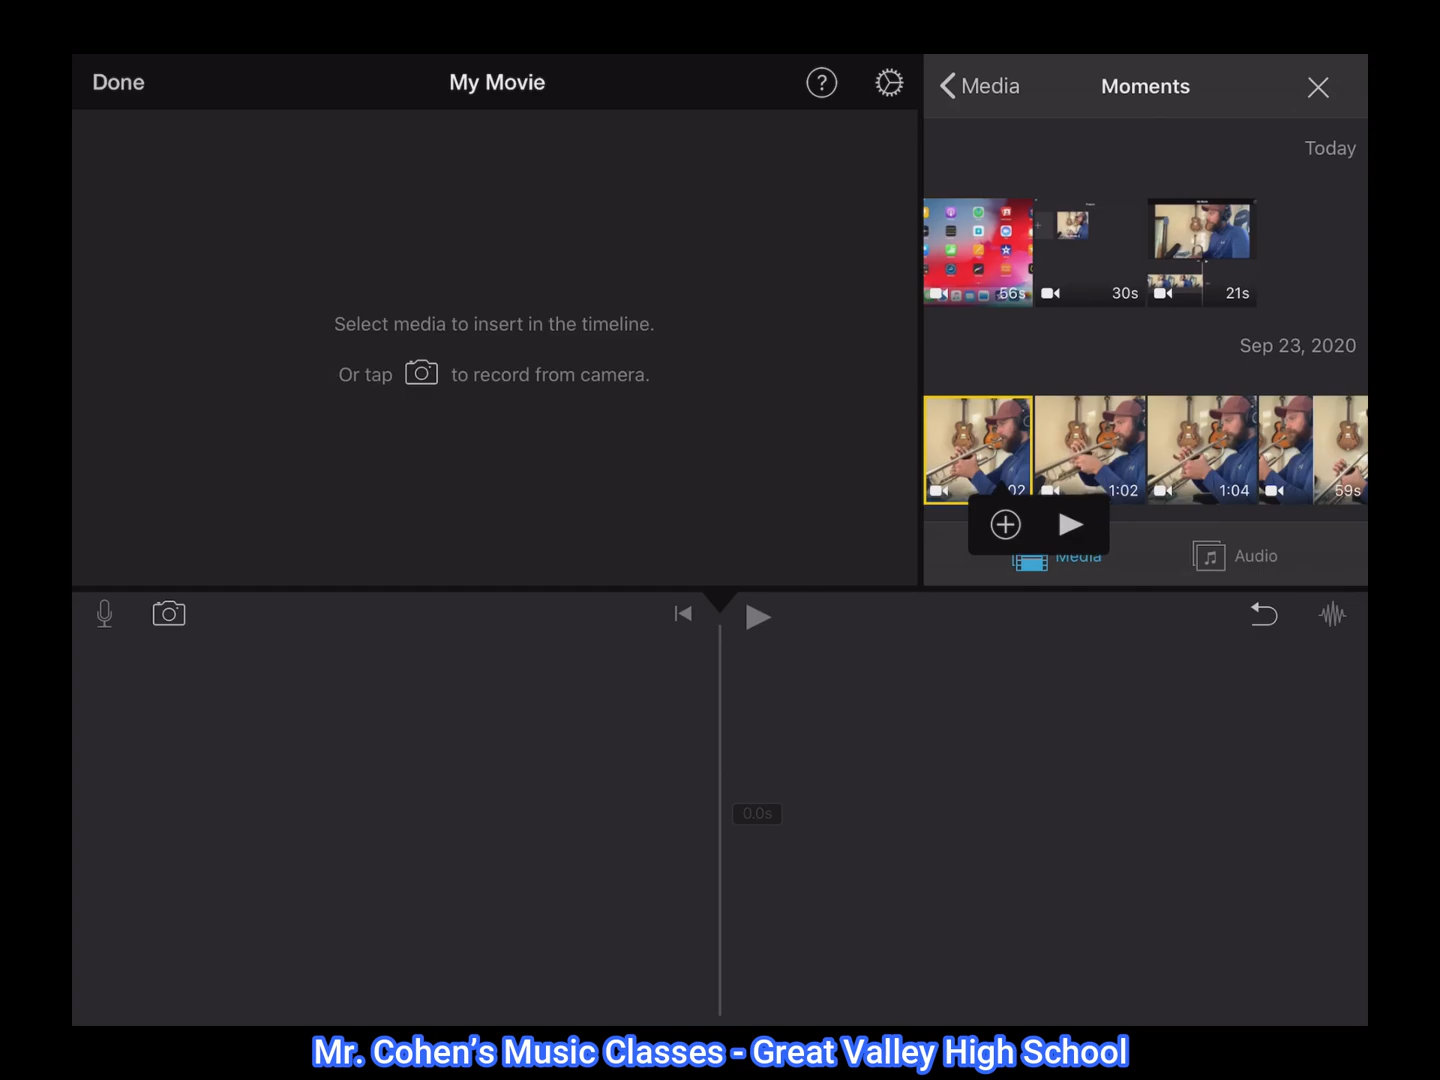 Done
My Movie
?
Media
Moments
Today
56s
30s
21s
Sep 23, 2020
02
1:02
1:04
59s
Select media to insert in the timeline.
Or tap to record from camera.
Media
Audio
0.0s
Mr. Cohen's Music Classes - Great Valley High School